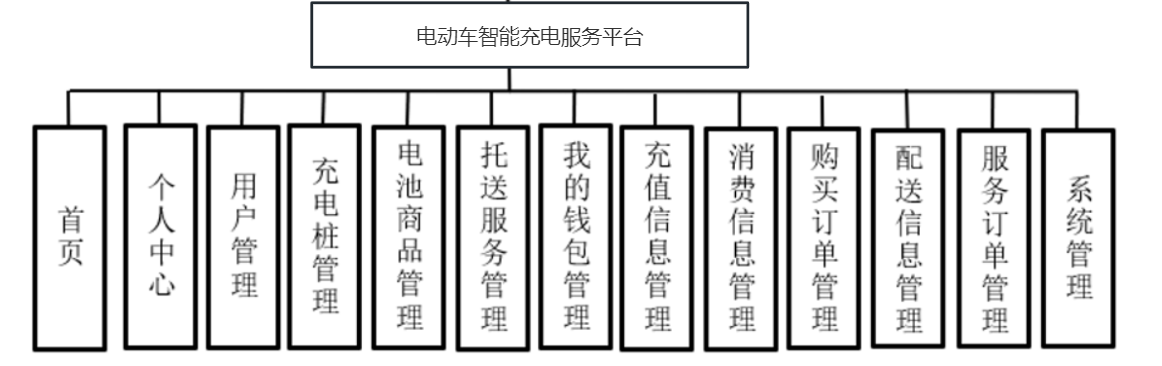 电动车智能充电服务平台
首页
个人中心
用户管理
充电桩管理
电池商品管理
托送服务管理
我的钱包管理
充值信息管理
消费信息管理
购买订单管理
配送信息管理
服务订单管理
系统管理